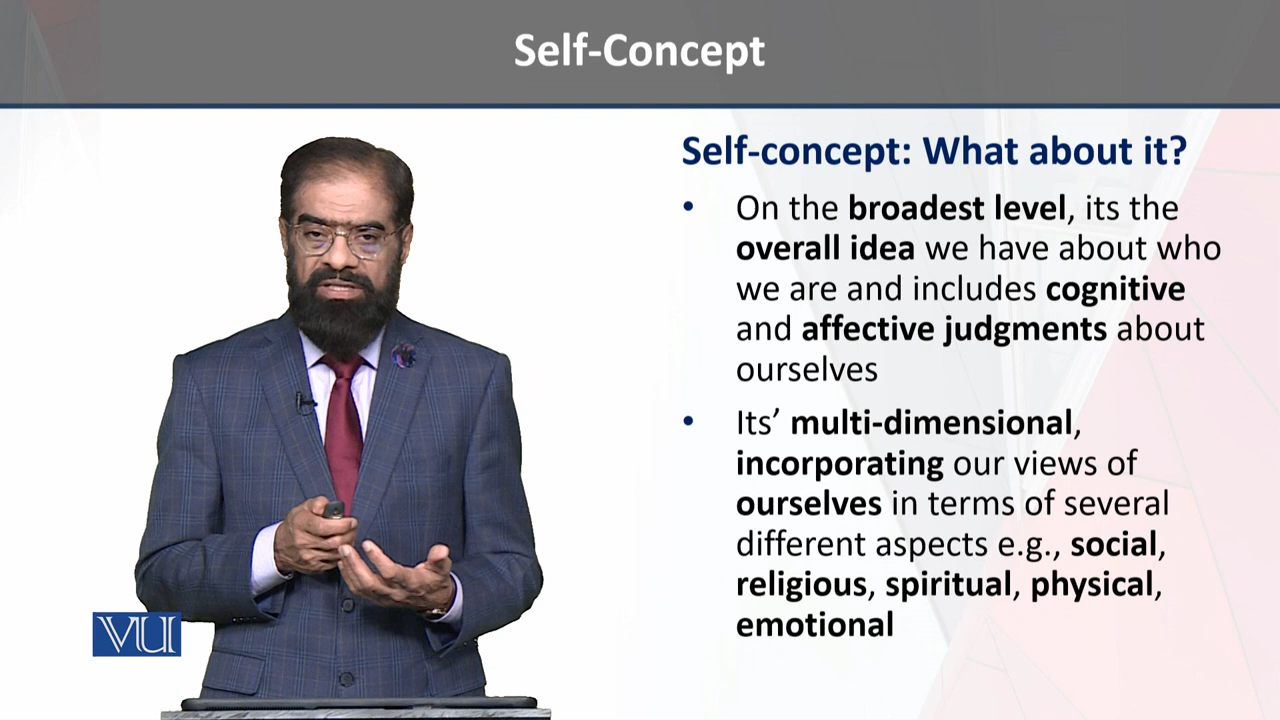 Self-Concept
Self-concept: What about it?
• On the broadest level, its the
overall idea we have about who
we are and includes cognitive
and affective judgments about
ourselves
• Its’ multi-dimensional,
incorporating our views of
ourselves in terms of several
different aspects e.g., social,
religious, spiritual, physical,
emotional
VU